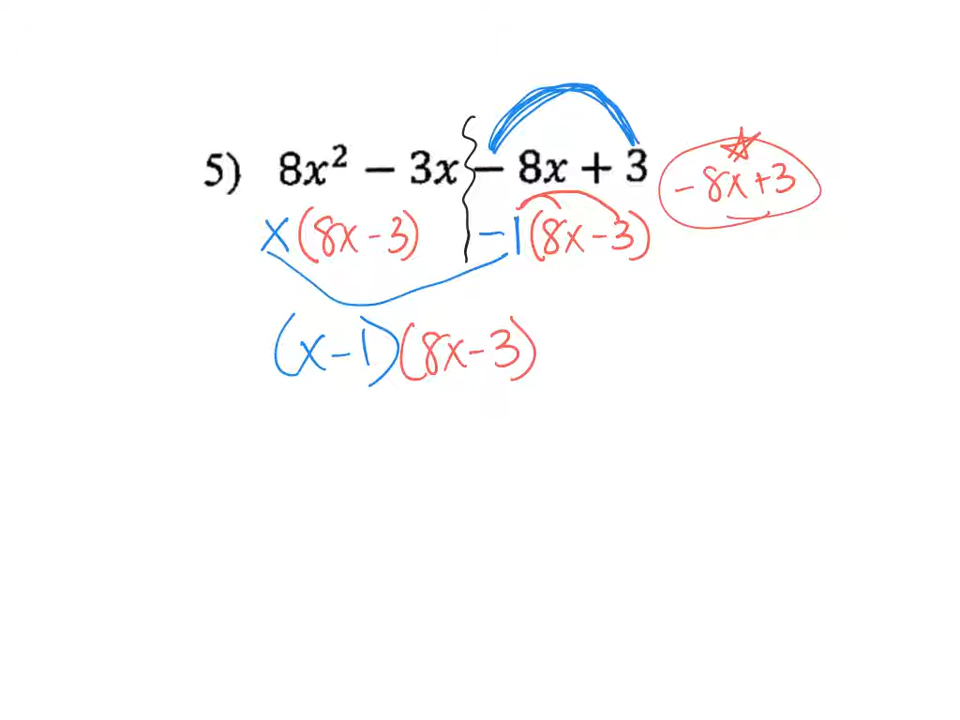 5) 8x² − 3x − 8x + 3
-8x+3
x(8x-3) -1(8x-3)
(x-1)(8x-3)